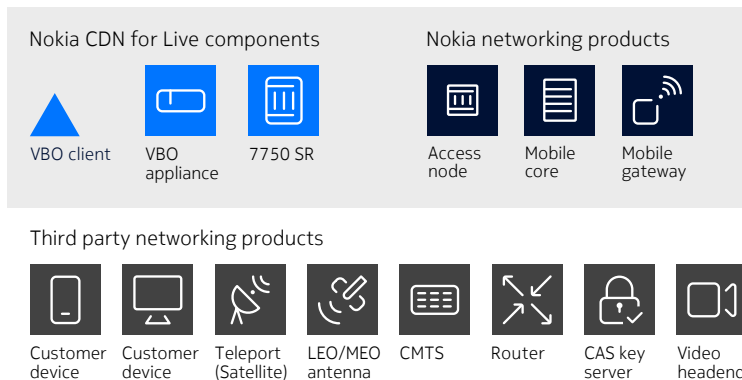 Nokia CDN for Live components
Nokia networking products
VBO client
VBO
appliance
7750 SR
Access
node
Mobile
core
Mobile
gateway
Third party networking products
Customer
device
Customer
device
Teleport
(Satellite)
LEO/MEO
antenna
CMTS
Router
CAS key
server
Video
headend